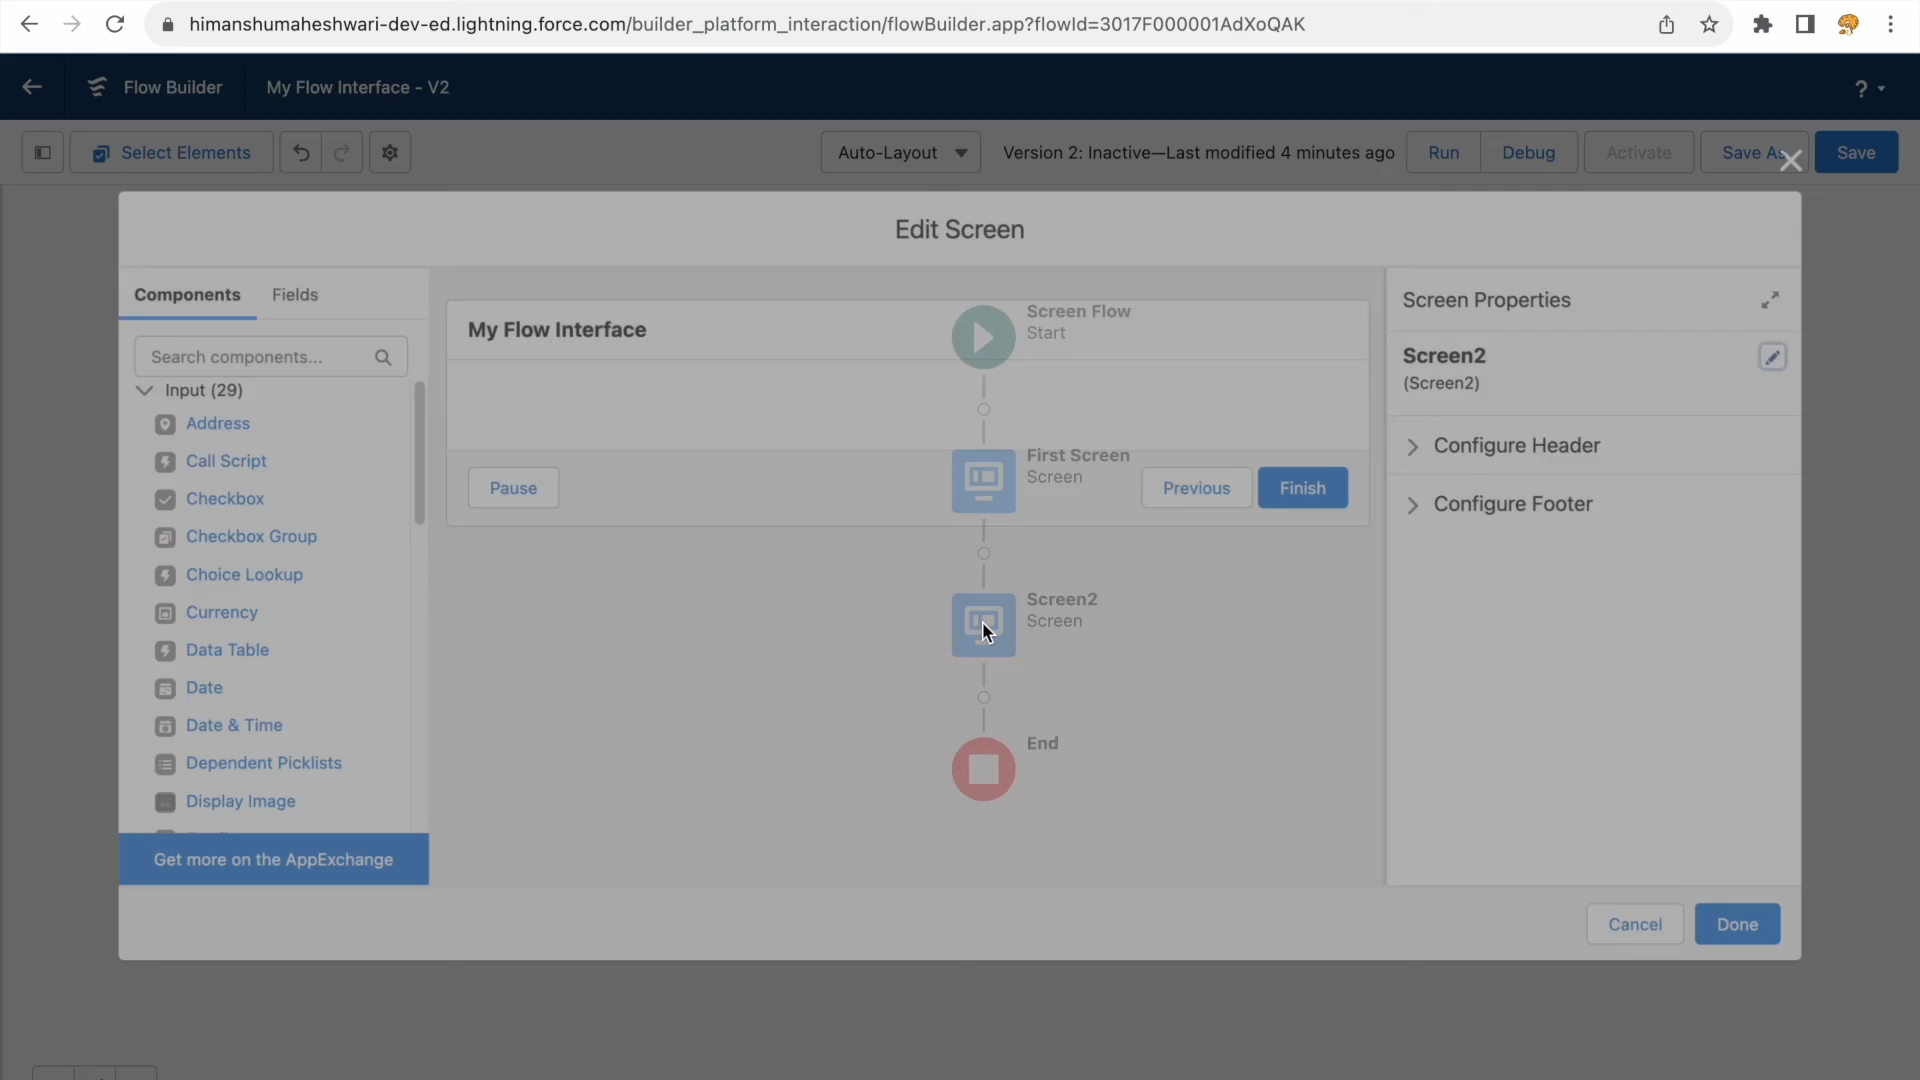 himanshumaheshwari-dev-ed.lightning.force.com/builder_platform_interaction/flowBuilder.app?flowId=3017F000001AdXoQAK
Flow Builder
My Flow Interface - V2
?
Select Elements
Auto-Layout
Version 2: Inactive—Last modified 4 minutes ago
Run
Debug
Activate
Save As
Save
Edit Screen
Components
Fields
Search components...
Input (29)
Address
Call Script
Checkbox
Checkbox Group
Choice Lookup
Currency
Data Table
Date
Date & Time
Dependent Picklists
Display Image
Get more on the AppExchange
My Flow Interface
Pause
Previous
Finish
Screen Flow
Start
First Screen
Screen
Screen2
Screen
End
Screen Properties
Screen2
(Screen2)
Configure Header
Configure Footer
Cancel
Done